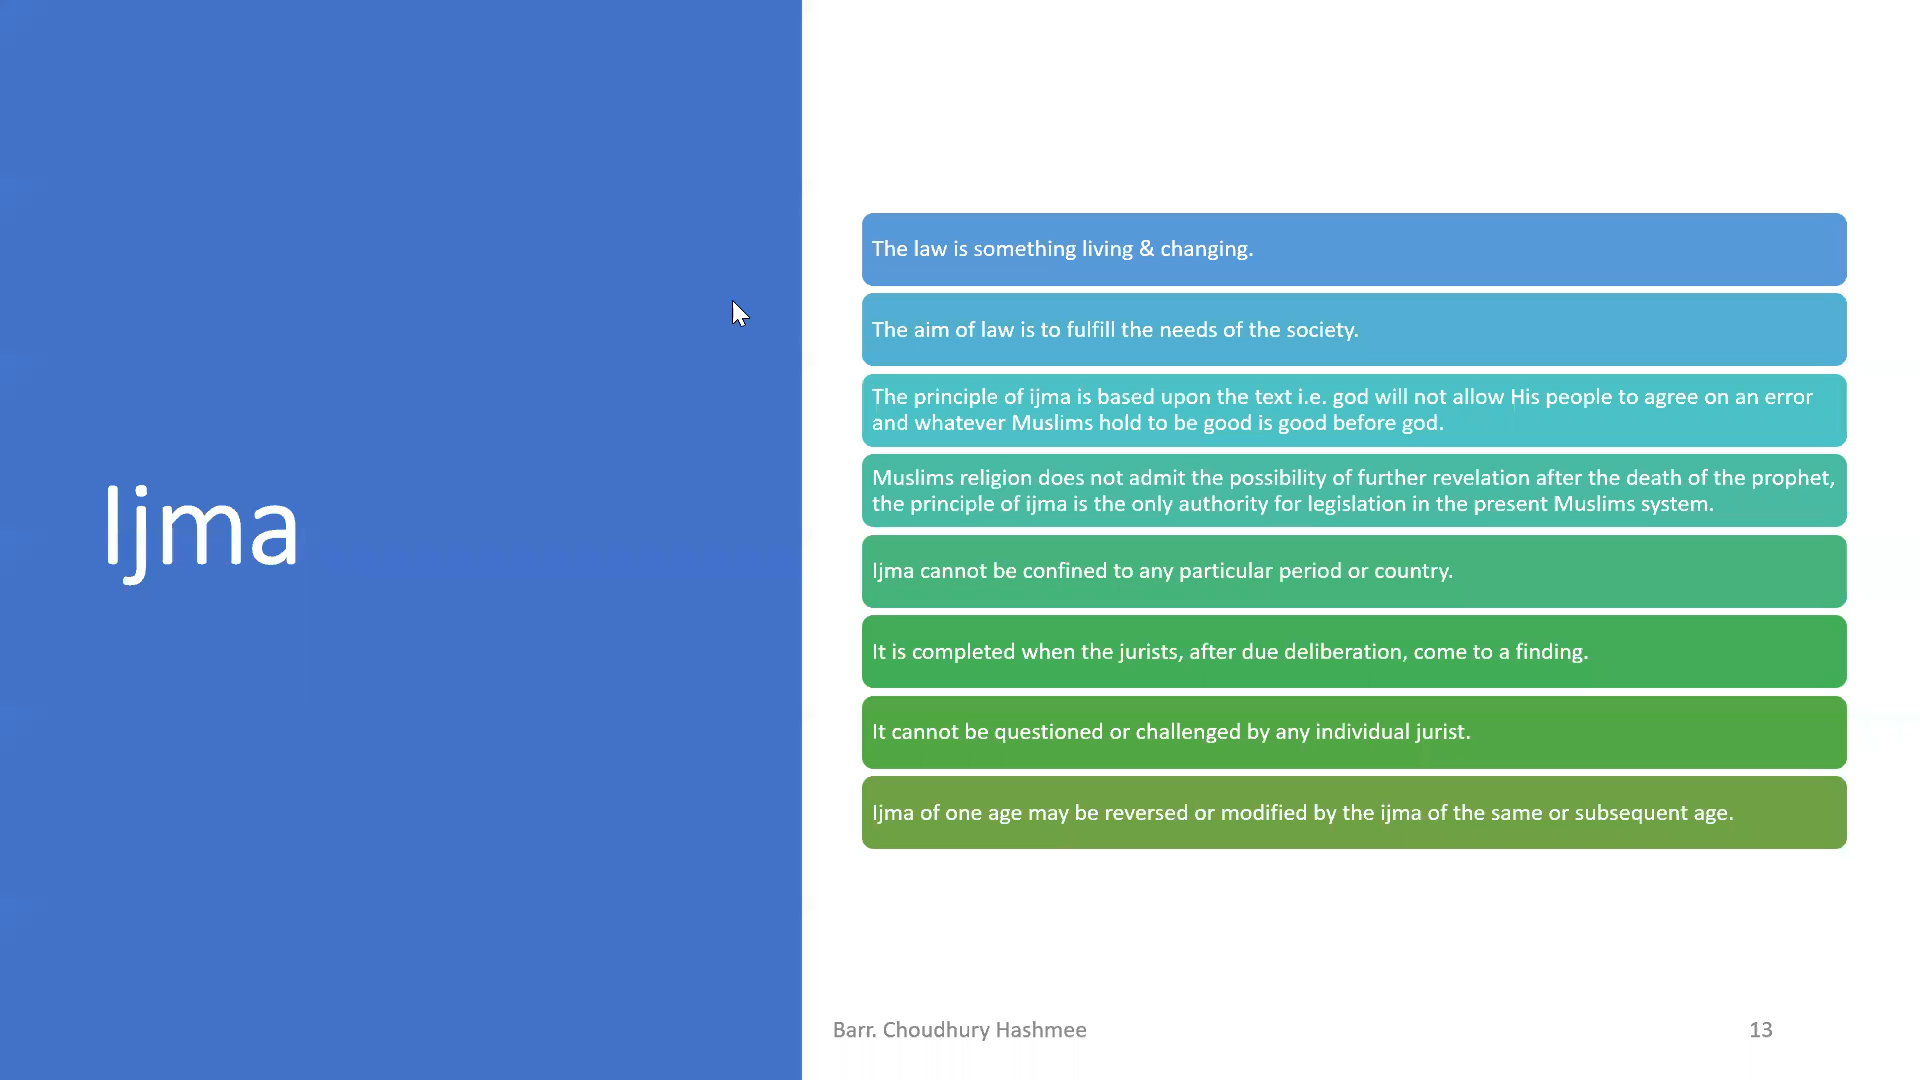 Ijma
The law is something living & changing.
The aim of law is to fulfill the needs of the society.
The principle of ijma is based upon the text i.e. god will not allow His people to agree on an error
and whatever Muslims hold to be good is good before god.
Muslims religion does not admit the possibility of further revelation after the death of the prophet,
the principle of ijma is the only authority for legislation in the present Muslims system.
Ijma cannot be confined to any particular period or country.
It is completed when the jurists, after due deliberation, come to a finding.
It cannot be questioned or challenged by any individual jurist.
Ijma of one age may be reversed or modified by the ijma of the same or subsequent age.
Barr. Choudhury Hashmee
13